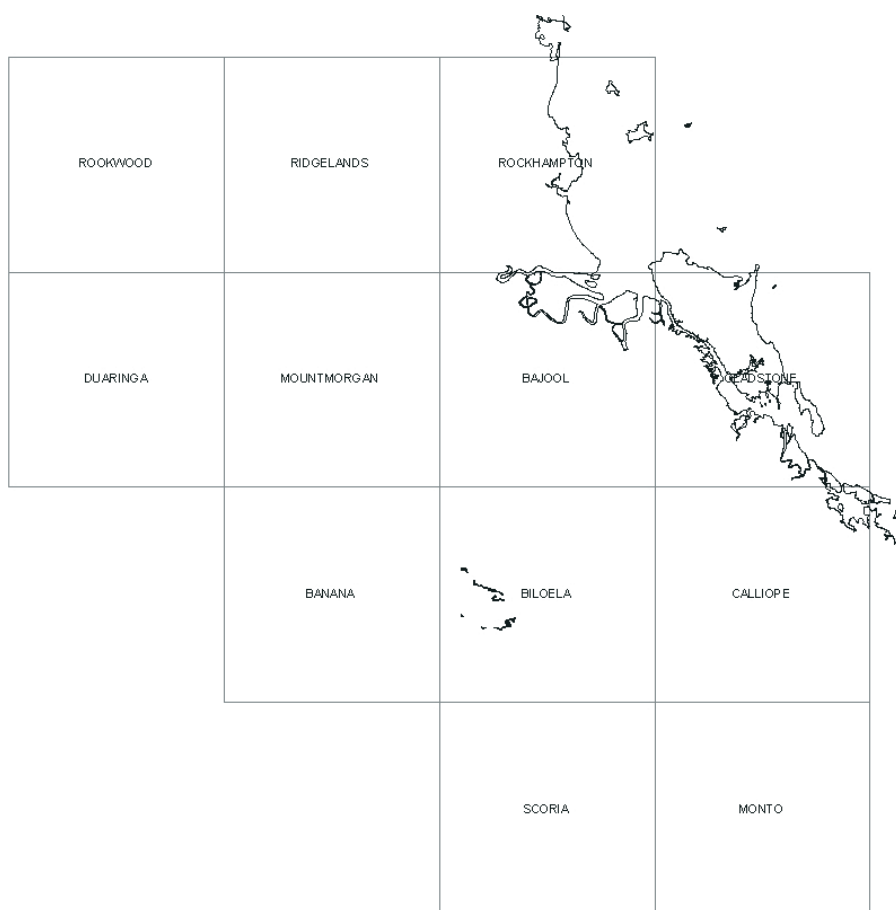 ROOKWOOD
RIDGELANDS
ROCKHAMPTON
DUARINGA
MOUNTMORGAN
BAJOOL
GLADSTONE
BANANA
BILOELA
CALLIOPE
SCORIA
MONTO